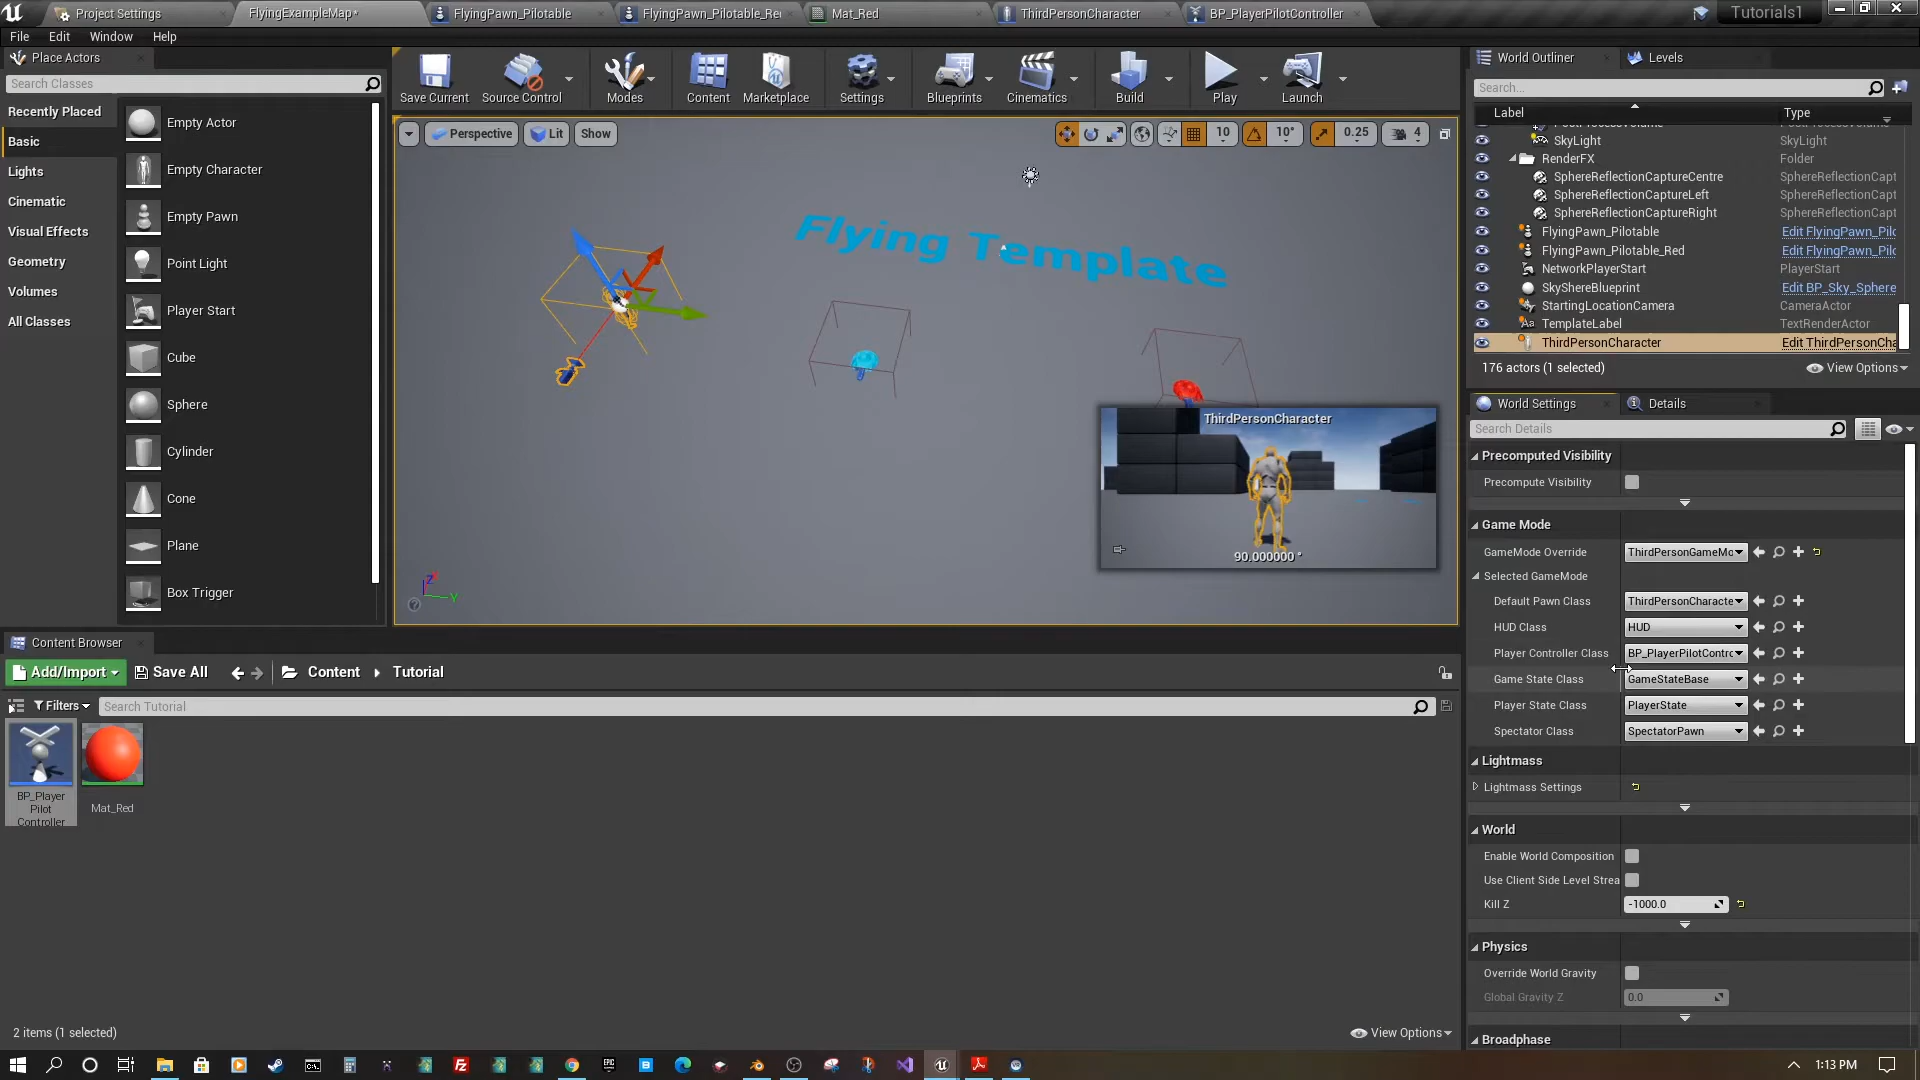 Project Settings
FlyingExampleMap*
FlyingPawn_Pilotable
FlyingPawn_Pilotable_Re
Mat_Red
ThirdPersonCharacter
BP_PlayerPilotController
Tutorials1
File Edit Window Help
Place Actors
Search Classes
Recently Placed
Basic
Lights
Cinematic
Visual Effects
Geometry
Volumes
All Classes
Empty Actor
Empty Character
Empty Pawn
Point Light
Player Start
Cube
Sphere
Cylinder
Cone
Plane
Box Trigger
Save Current
Source Control
Modes
Content
Marketplace
Settings
Blueprints
Cinematics
Build
Play
Launch
Perspective
Lit
Show
10
10°
0.25
4
Flying Template
ThirdPersonCharacter
90.000000 °
Z
Y
World Outliner
Levels
Search...
Label Type
SkyLight SkyLight
RenderFX Folder
SphereReflectionCaptureCentre SphereReflectionCapt
SphereReflectionCaptureLeft SphereReflectionCapt
SphereReflectionCaptureRight SphereReflectionCapt
FlyingPawn_Pilotable Edit FlyingPawn_Pilc
FlyingPawn_Pilotable_Red Edit FlyingPawn_Pilc
NetworkPlayerStart PlayerStart
SkyShereBlueprint Edit BP_Sky_Sphere
StartingLocationCamera CameraActor
TemplateLabel TextRenderActor
ThirdPersonCharacter Edit ThirdPersonCha
176 actors (1 selected)
View Options
World Settings
Details
Search Details
Precomputed Visibility
Precompute Visibility
Game Mode
GameMode Override ThirdPersonGameMc
Selected GameMode
Default Pawn Class ThirdPersonCharacte
HUD Class HUD
Player Controller Class BP_PlayerPilotContrc
Game State Class GameStateBase
Player State Class PlayerState
Spectator Class SpectatorPawn
Lightmass
Lightmass Settings
World
Enable World Composition
Use Client Side Level Strea
Kill Z -1000.0
Physics
Override World Gravity
Global Gravity Z 0.0
Broadphase
Content Browser
Add/Import
Save All
Content
Tutorial
Filters
Search Tutorial
BP_Player
Pilot
Controller
Mat_Red
2 items (1 selected)
View Options
1:13 PM